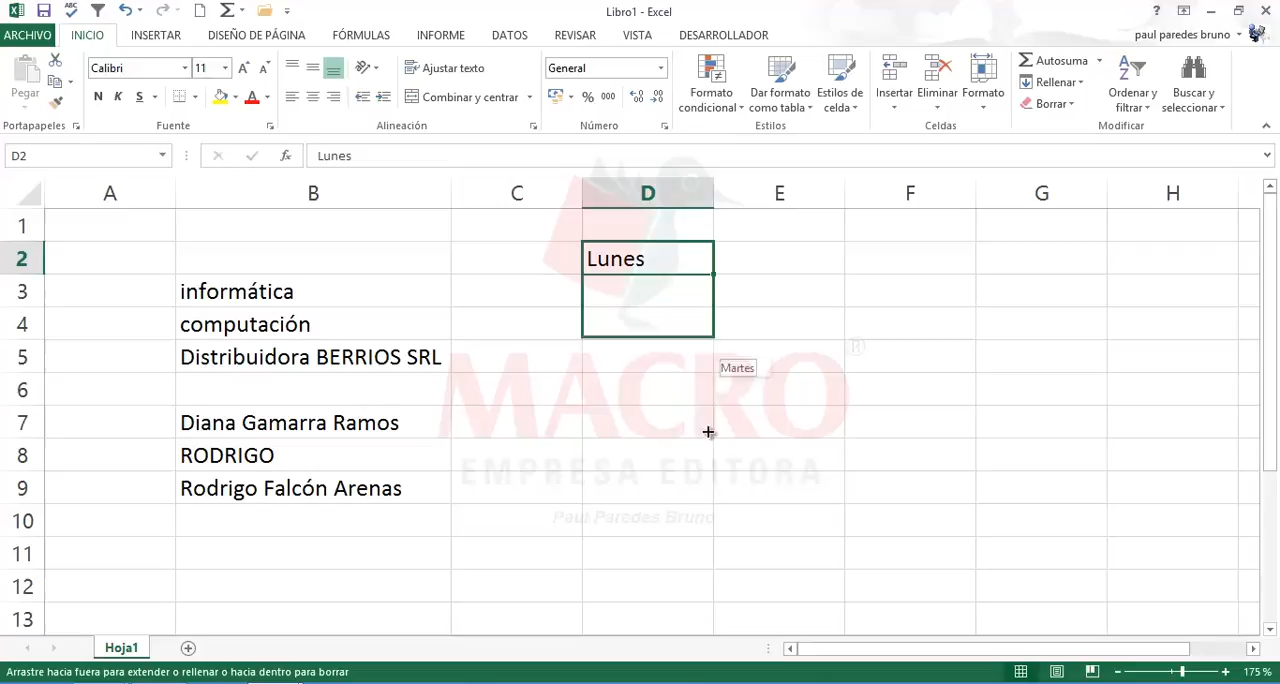 Libro1 - Excel
ARCHIVO INICIO INSERTAR DISEÑO DE PÁGINA FÓRMULAS INFORME DATOS REVISAR VISTA DESARROLLADOR paul paredes bruno
Pegar
Calibri 11
N K S
Ajustar texto
Combinar y centrar
General
% 000
Formato condicional
Dar formato como tabla
Estilos de celda
Insertar
Eliminar
Formato
Autosuma
Rellenar
Borrar
Ordenar y filtrar
Buscar y seleccionar
Portapapeles Fuente Alineación Número Estilos Celdas Modificar
D2 fx Lunes
A B C D E F G H
1
2 Lunes
3 informática
4 computación
5 Distribuidora BERRIOS SRL
Martes
6
7 Diana Gamarra Ramos
8 RODRIGO
9 Rodrigo Falcón Arenas
10
11
12
13
MACRO ®
EMPRESA EDITORA
Paul Paredes Bruno
Hoja1
Arrastre hacia fuera para extender o rellenar o hacia dentro para borrar 175 %